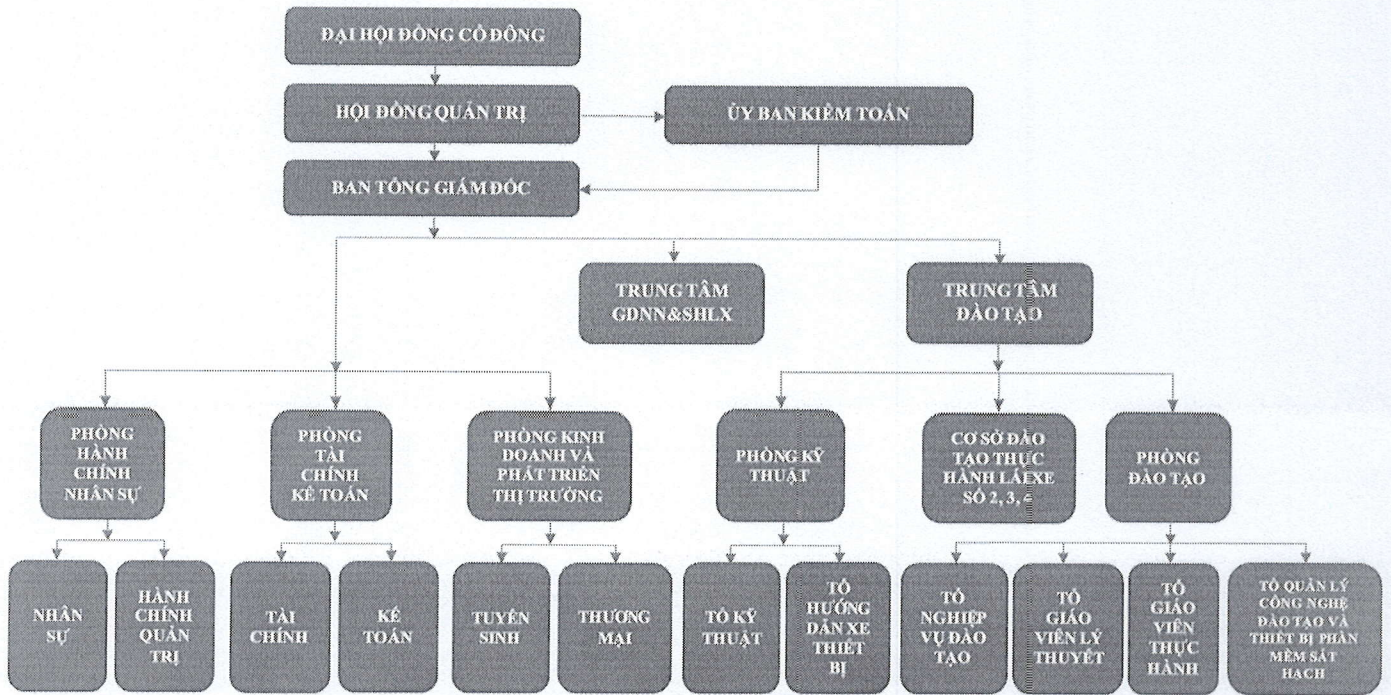 ĐẠI HỘI ĐỒNG CỔ ĐÔNG
HỘI ĐỒNG QUẢN TRỊ
ỦY BAN KIỂM TOÁN
BAN TỔNG GIÁM ĐỐC
TRUNG TÂM
GDNN&SHLX
TRUNG TÂM
ĐÀO TẠO
PHÒNG
HÀNH
CHÍNH
NHÂN SỰ
PHÒNG
TÀI
CHÍNH
KẾ TOÁN
PHÒNG KINH
DOANH VÀ
PHÁT TRIỂN
THỊ TRƯỜNG
PHÒNG KỸ
THUẬT
CƠ SỞ ĐÀO
TẠO THỰC
HÀNH LÁI XE
SỐ 2, 3, 4
PHÒNG
ĐÀO TẠO
NHÂN
SỰ
HÀNH
CHÍNH
QUẢN
TRỊ
TÀI
CHÍNH
KẾ
TOÁN
TUYỂN
SINH
THƯƠNG
MẠI
TỔ KỸ
THUẬT
TỔ
HƯỚNG
DẪN XE
THIẾT
BỊ
TỔ
NGHIỆP
VỤ ĐÀO
TẠO
TỔ
GIÁO
VIÊN LÝ
THUYẾT
TỔ
GIÁO
VIÊN
THỰC
HÀNH
TỔ QUẢN LÝ
CÔNG NGHỆ
ĐÀO TẠO VÀ
THIẾT BỊ PHẦN
MỀM SÁT
HẠCH